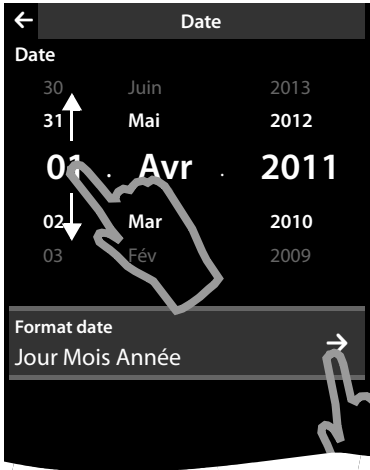 Date
Date
30 Juin 2013
31 Mai 2012
01 . Avr . 2011
02 Mar 2010
03 Fév 2009
Format date
Jour Mois Année